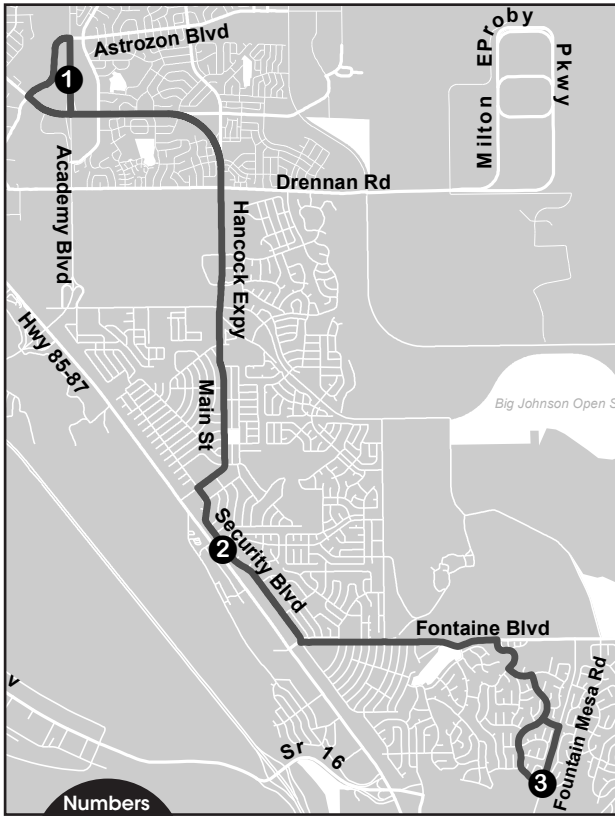 Astrozon Blvd
1
Milton EProby Pkwy
Academy Blvd
Drennan Rd
Hancock Expy
Hwy 85-87
Main St
Big Johnson Open S
Security Blvd
2
Fontaine Blvd
Fountain Mesa Rd
v
Sr 16
3
Numbers